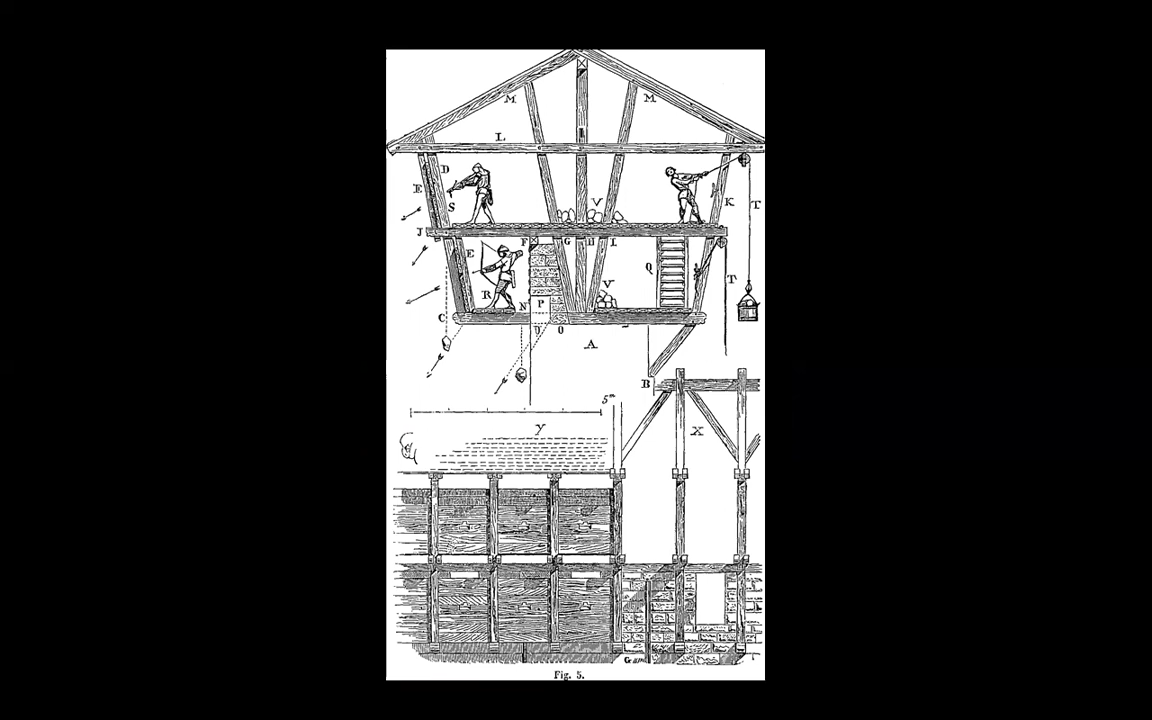 M M
L
D
E K
S V T
J
F G H I
E Q
R V T
C N P
U O
A
B
5m
X
y
Fig. 5.